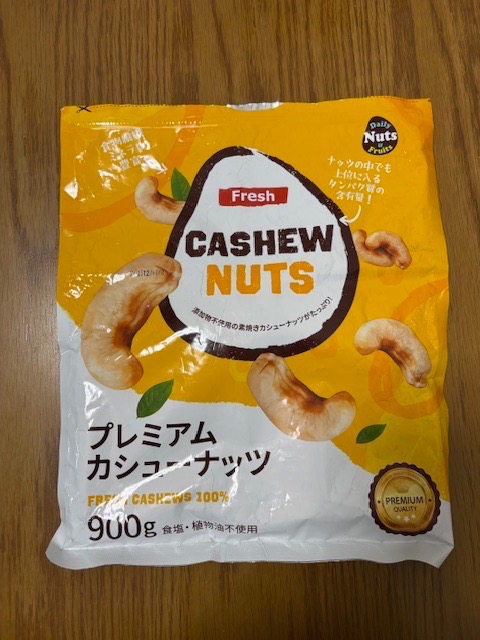 Daily
Nuts
&
Fruits
ナッツの中でも
上位に入る
タンパク質の
含有量！
Fresh
CASHEW
NUTS
添加物不使用の素焼きカシューナッツがたっぷり！
プレミアム
カシューナッツ
FRESH CASHEWS 100%
900g 食塩・植物油不使用
PREMIUM
QUALITY